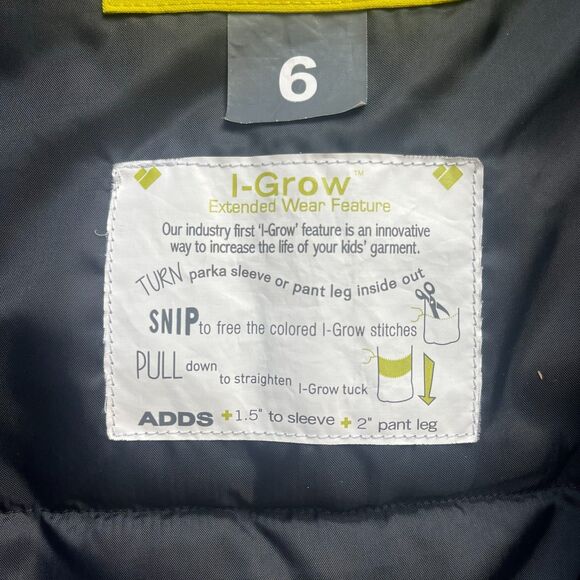 6
I-Grow™
Extended Wear Feature
Our industry first 'I-Grow' feature is an innovative
way to increase the life of your kids' garment.
TURN parka sleeve or pant leg inside out
SNIP to free the colored I-Grow stitches
PULL down to straighten I-Grow tuck
ADDS +1.5" to sleeve + 2" pant leg